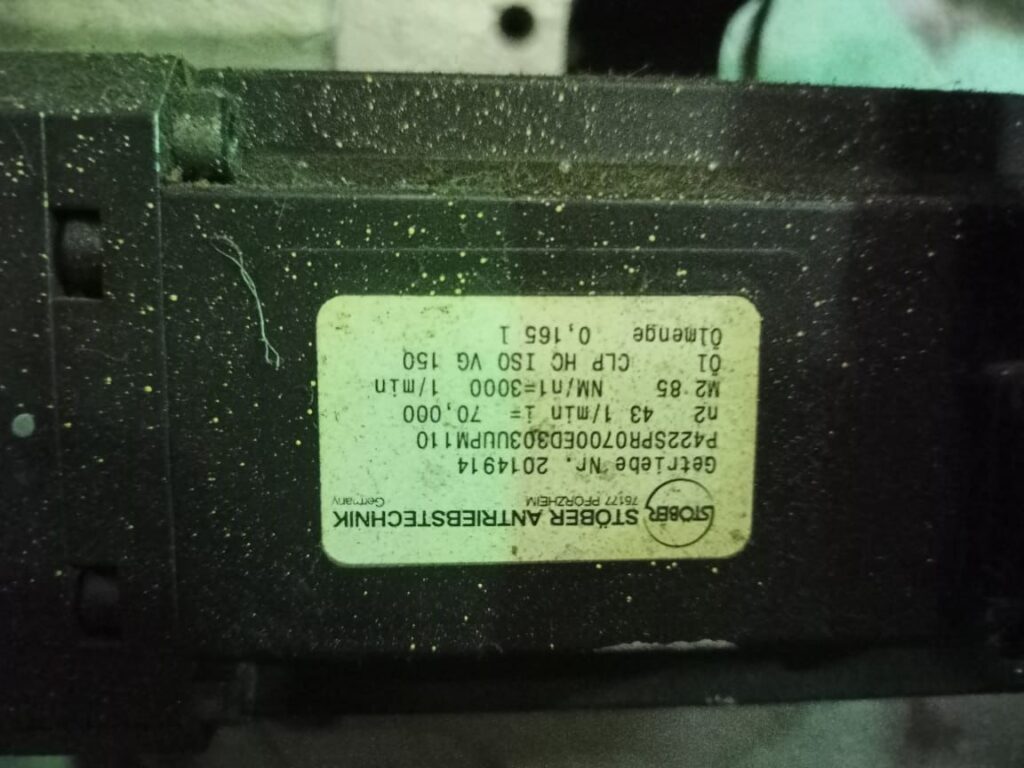 STÖBER
STÖBER ANTRIEBSTECHNIK
75177 PFORZHEIM Germany
Getriebe Nr. 2014914
P422SPR0700ED303UUPM110
n2 43 1/min i= 70,000
M2 85 NM/n1=3000 1/min
Öl CLP HC ISO VG 150
Ölmenge 0,165 l